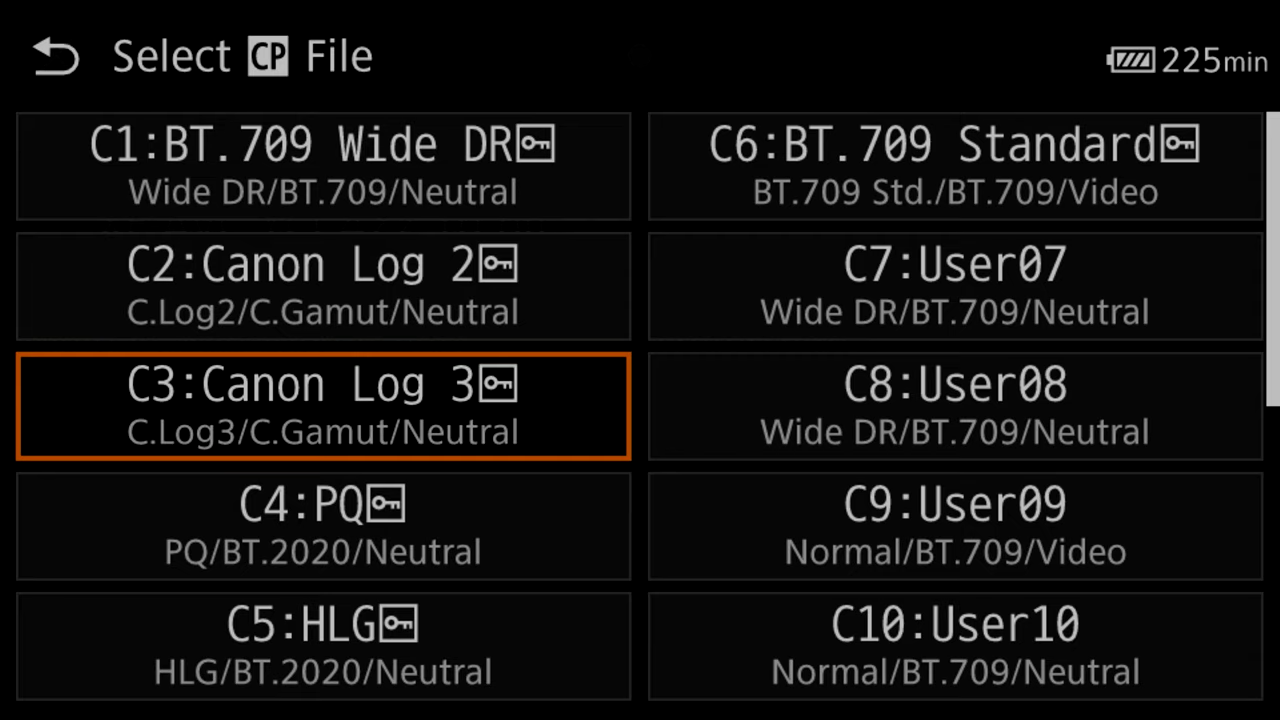 Select CP File
225min
C1:BT.709 Wide DR
Wide DR/BT.709/Neutral
C2:Canon Log 2
C.Log2/C.Gamut/Neutral
C3:Canon Log 3
C.Log3/C.Gamut/Neutral
C4:PQ
PQ/BT.2020/Neutral
C5:HLG
HLG/BT.2020/Neutral
C6:BT.709 Standard
BT.709 Std./BT.709/Video
C7:User07
Wide DR/BT.709/Neutral
C8:User08
Wide DR/BT.709/Neutral
C9:User09
Normal/BT.709/Video
C10:User10
Normal/BT.709/Neutral